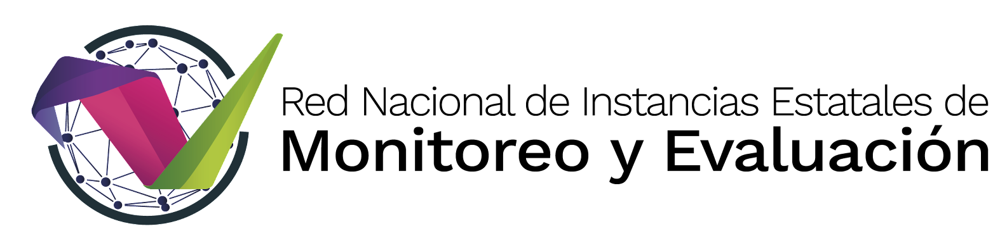 Red Nacional de Instancias Estatales de
Monitoreo y Evaluación